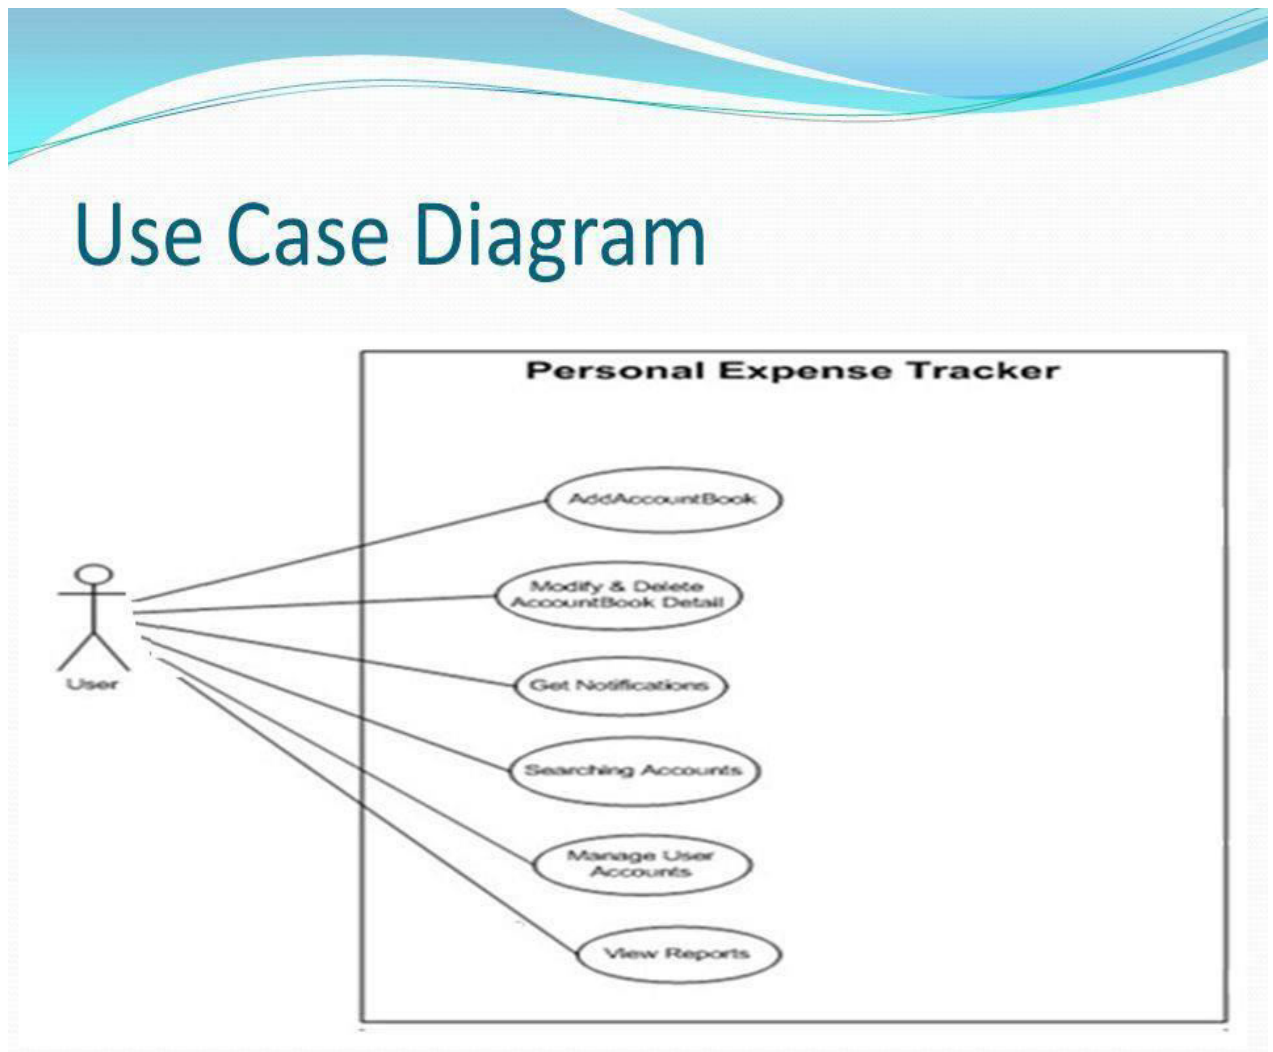 Use Case Diagram
Personal Expense Tracker
AddAccountBook
Modify & Delete
AccountBook Detail
User
Get Notifications
Searching Accounts
Manage User
Accounts
View Reports